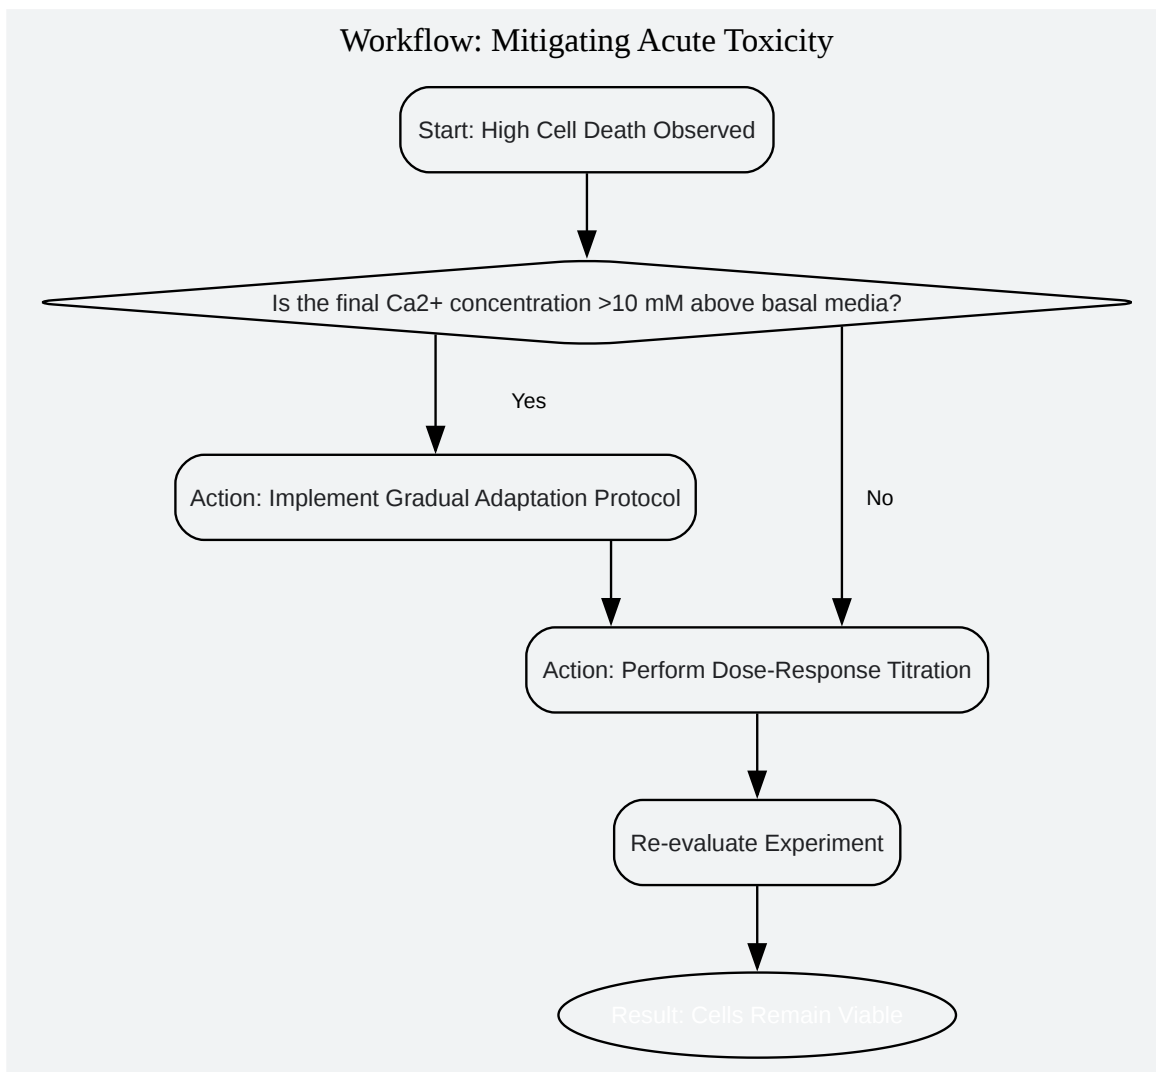 Workflow: Mitigating Acute Toxicity
Start: High Cell Death Observed
Is the final Ca2+ concentration >10 mM above basal media?
Yes
Action: Implement Gradual Adaptation Protocol
No
Action: Perform Dose-Response Titration
Re-evaluate Experiment
Result: Cells Remain Viable